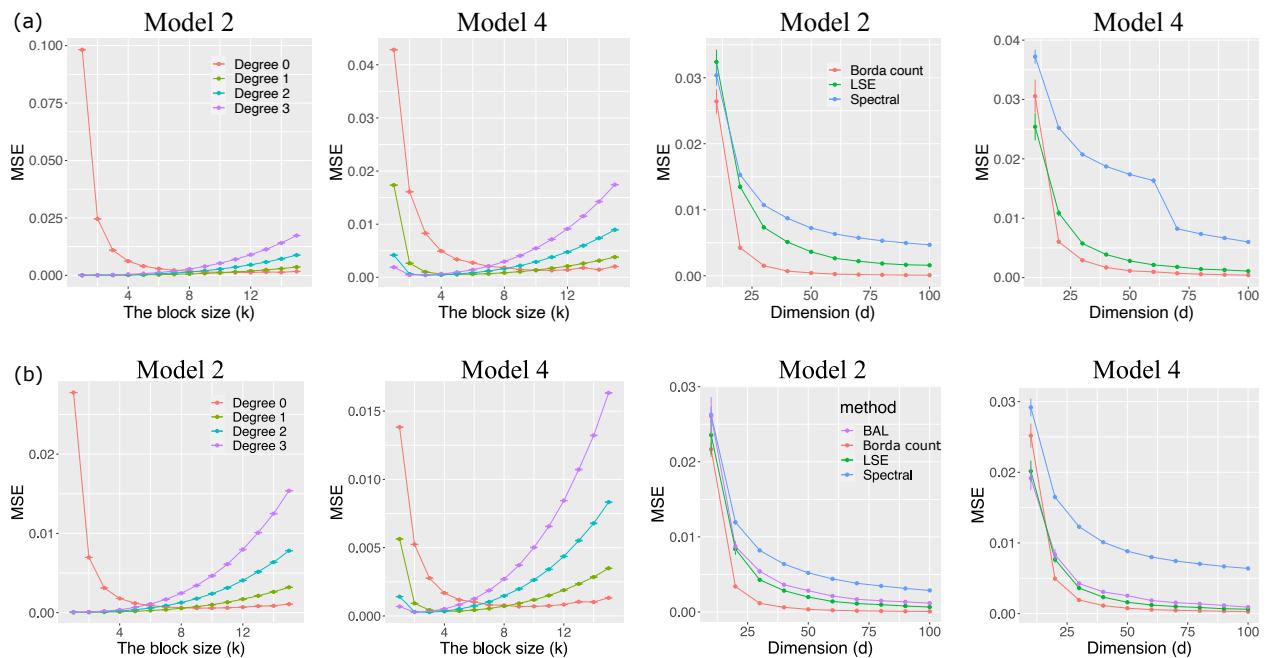 (a)
Model 2
Model 4
0.100
0.075
0.050
0.025
0.000
MSE
4
8
12
The block size (k)
Degree 0
Degree 1
Degree 2
Degree 3
0.04
0.03
0.02
0.01
0.00
MSE
4
8
12
The block size (k)
0.03
0.02
0.01
0.00
MSE
25
50
75
100
Dimension (d)
Borda count
LSE
Spectral
0.04
0.03
0.02
0.01
0.00
MSE
25
50
75
100
Dimension (d)
(b)
Model 2
Model 4
Model 2
Model 4
0.02
0.01
0.00
MSE
4
8
12
The block size (k)
Degree 0
Degree 1
Degree 2
Degree 3
0.015
0.010
0.005
0.000
MSE
4
8
12
The block size (k)
0.03
0.02
0.01
0.00
MSE
25
50
75
100
Dimension (d)
method
BAL
Borda count
LSE
Spectral
0.03
0.02
0.01
0.00
MSE
25
50
75
100
Dimension (d)